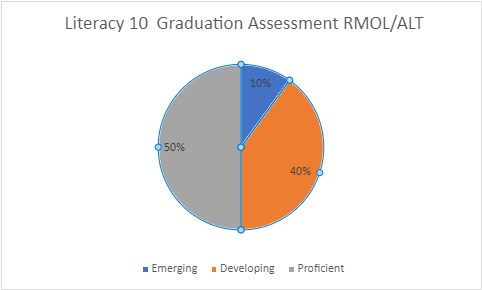 Literacy 10  Graduation Assessment RMOL/ALT
10%
50%
40%
Emerging Developing Proficient